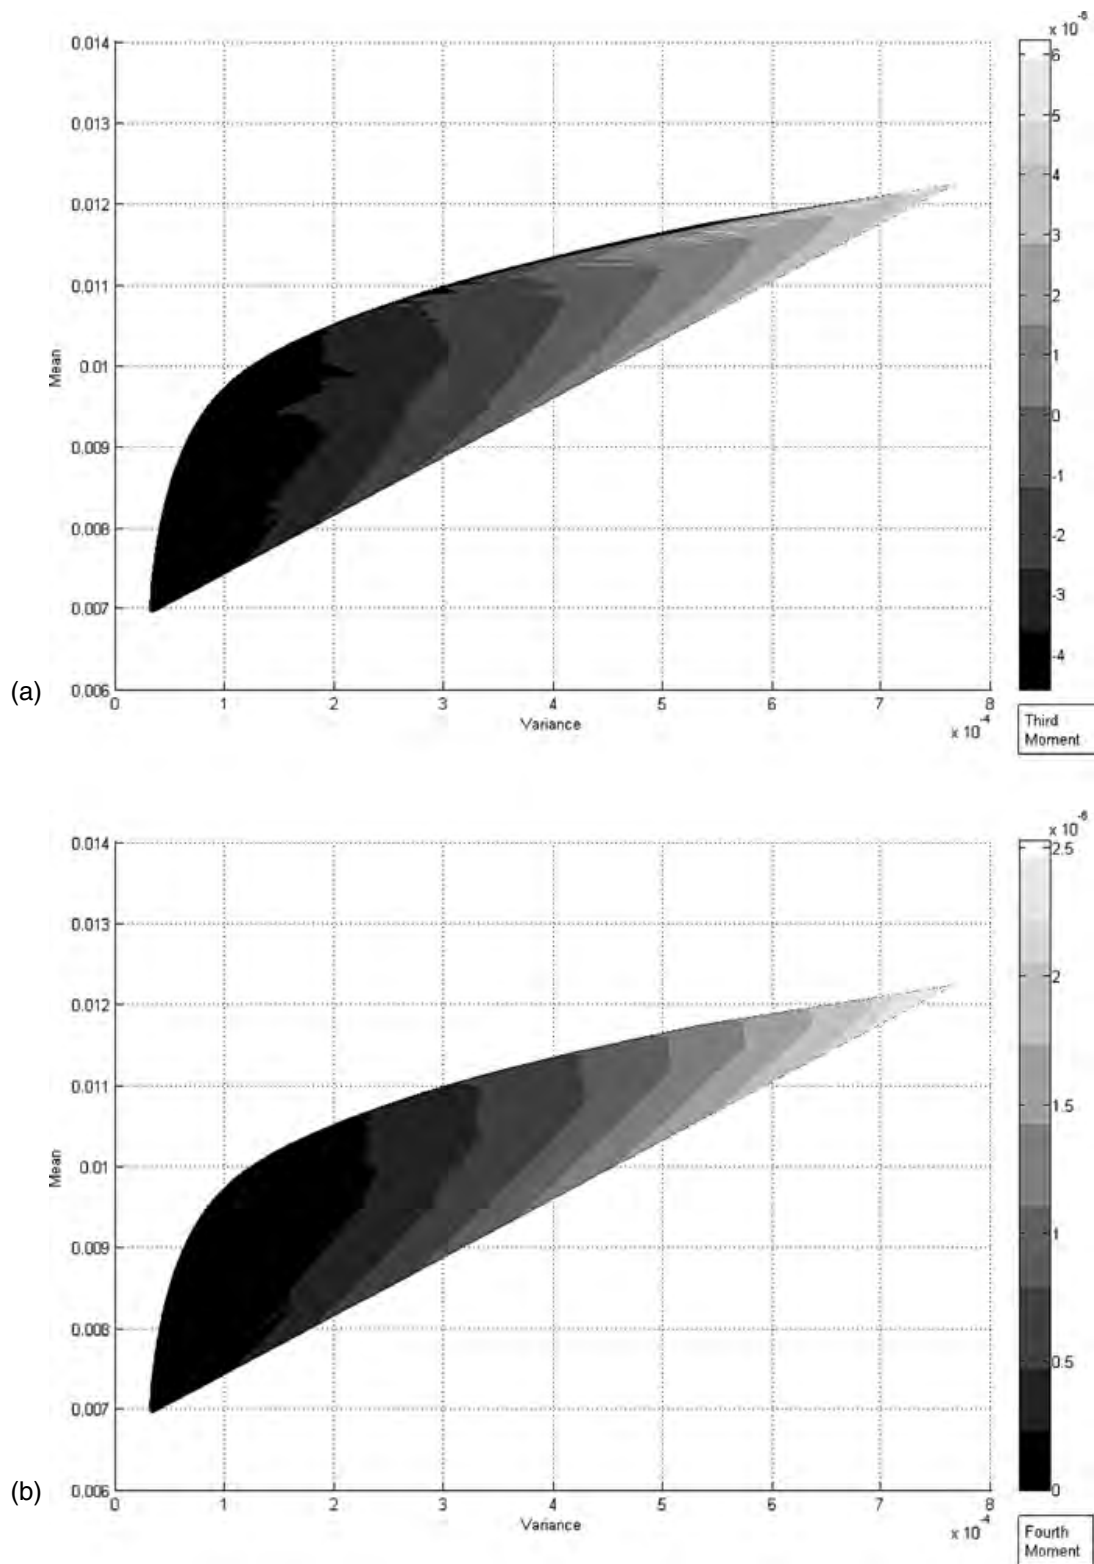 x 10^-6
0.014
0.013
0.012
0.011
0.01
0.009
0.008
0.007
0.006
Mean
0 1 2 3 4 5 6 7 8
Variance
x 10^-4
6
5
4
3
2
1
0
-1
-2
-3
-4
Third
Moment
(a)
x 10^-6
0.014
0.013
0.012
0.011
0.01
0.009
0.008
0.007
0.006
Mean
0 1 2 3 4 5 6 7 8
Variance
x 10^-4
2.5
2
1.5
1
0.5
0
Fourth
Moment
(b)